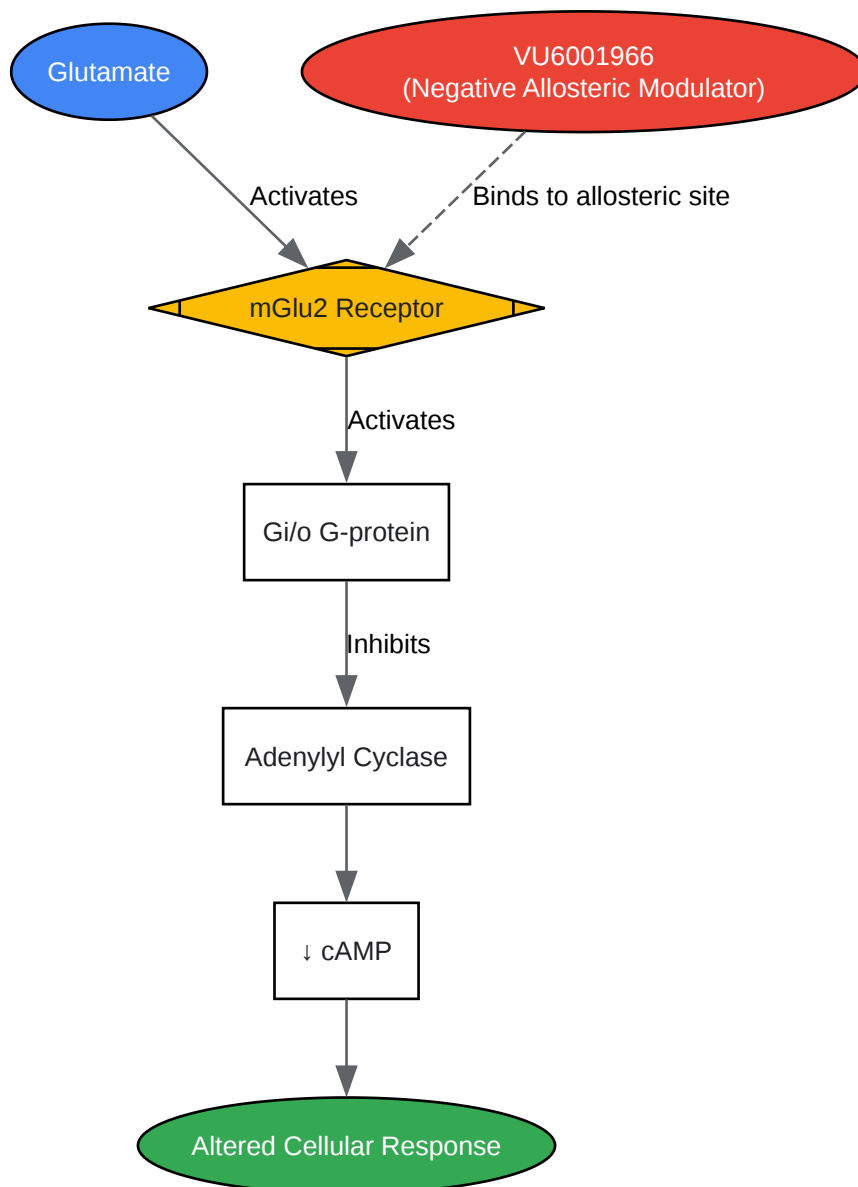 Glutamate
VU6001966
(Negative Allosteric Modulator)
Activates
Binds to allosteric site
mGlu2 Receptor
Activates
Gi/o G-protein
Inhibits
Adenylyl Cyclase
↓ cAMP
Altered Cellular Response